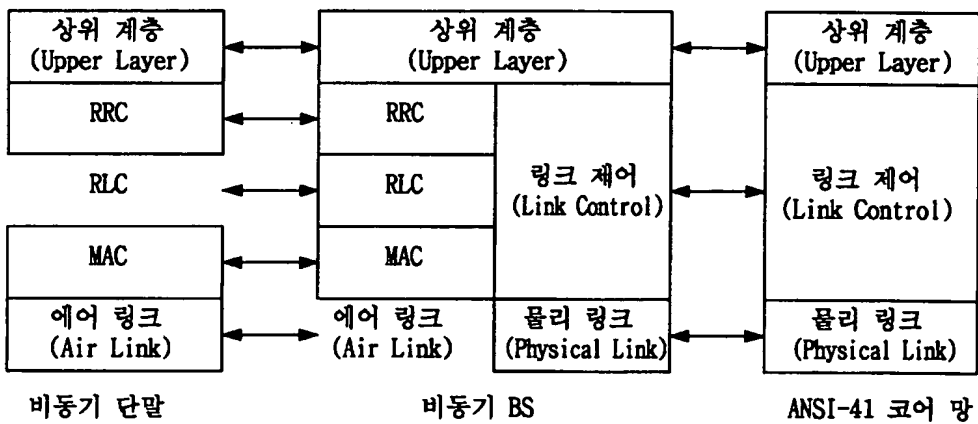 상위 계층
(Upper Layer)
상위 계층
(Upper Layer)
상위 계층
(Upper Layer)
RRC
RRC
RLC
RLC
링크 제어
(Link Control)
링크 제어
(Link Control)
MAC
MAC
에어 링크
(Air Link)
에어 링크
(Air Link)
물리 링크
(Physical Link)
물리 링크
(Physical Link)
비동기 단말
비동기 BS
ANSI-41 코어 망